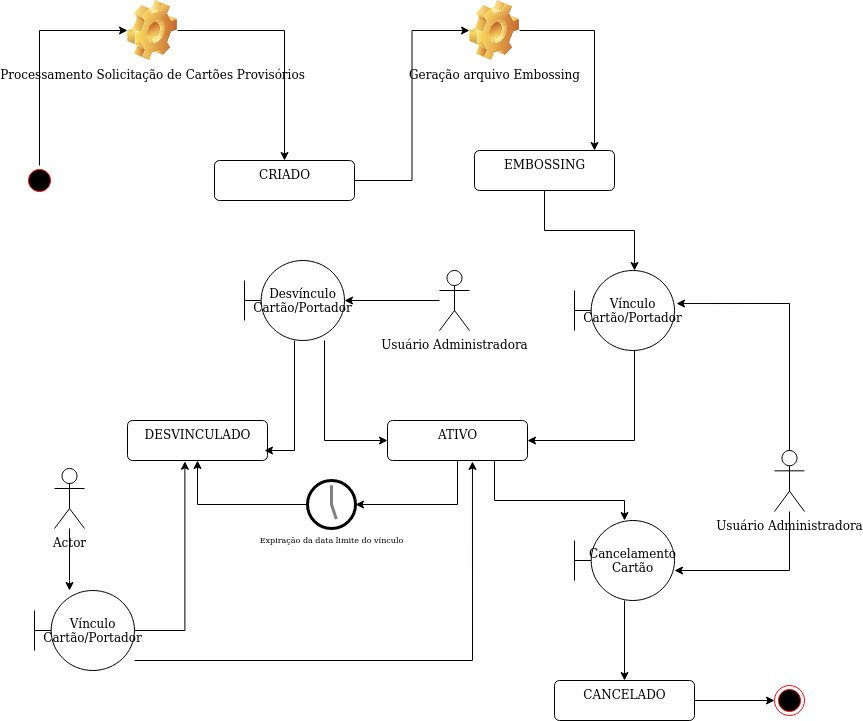 Processamento Solicitação de Cartões Provisórios
Geração arquivo Embossing
CRIADO
EMBOSSING
Desvínculo
Cartão/Portador
Vínculo
Cartão/Portador
Usuário Administradora
DESVINCULADO
ATIVO
Usuário Administradora
Actor
Expiração da data limite do vínculo
Cancelamento
Cartão
Vínculo
Cartão/Portador
CANCELADO